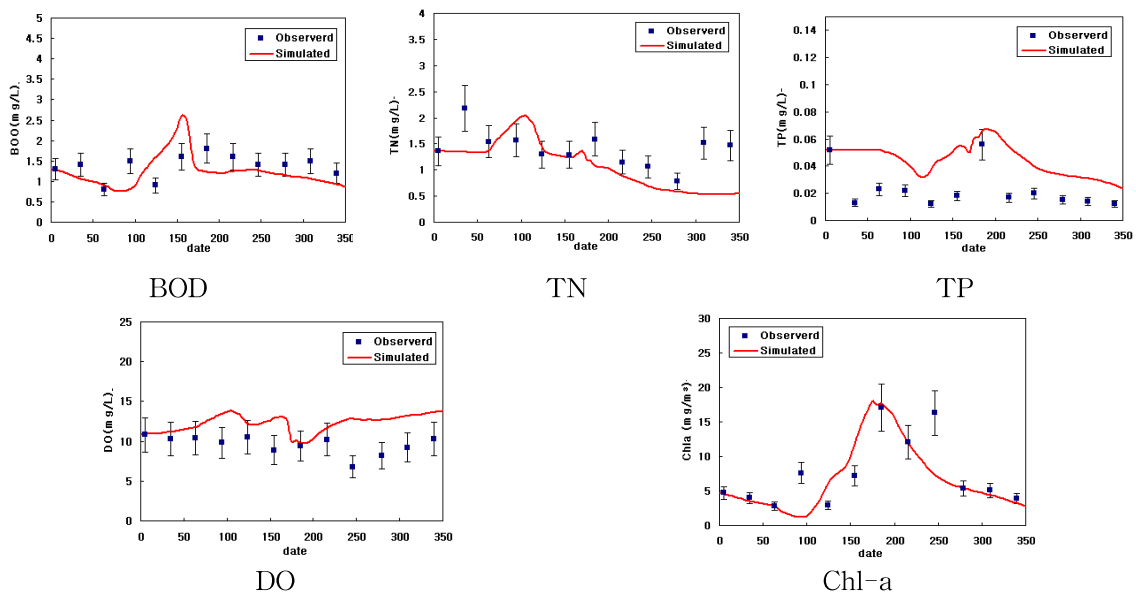 BOD(mg/L).
5
4.5
4
3.5
3
2.5
2
1.5
1
0.5
0
0 50 100 150 200 250 300 350
date
Observerd
Simulated
BOD
TN(mg/L)-
4
3.5
3
2.5
2
1.5
1
0.5
0
0 50 100 150 200 250 300 350
date
Observerd
Simulated
TN
TP(mg/L)-
0.14
0.12
0.1
0.08
0.06
0.04
0.02
0
0 50 100 150 200 250 300 350
date
Observerd
Simulated
TP
DO(mg/L).
25
20
15
10
5
0
0 50 100 150 200 250 300 350
date
Observerd
Simulated
DO
Chla (mg/m³)
30
25
20
15
10
5
0
0 50 100 150 200 250 300 350
date
Observerd
Simulated
Chl-a